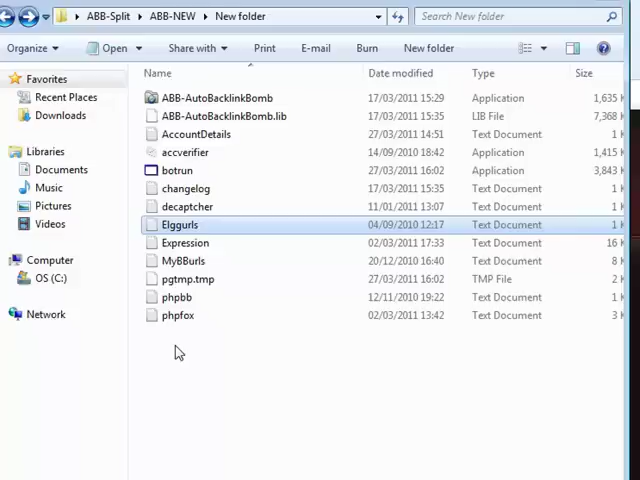 ABB-Split ABB-NEW New folder Search New folder
Organize Open Share with Print E-mail Burn New folder
Favorites
Recent Places
Downloads
Libraries
Documents
Music
Pictures
Videos
Computer
OS (C:)
Network
Name Date modified Type Size
ABB-AutoBacklinkBomb 17/03/2011 15:29 Application 1,635 K
ABB-AutoBacklinkBomb.lib 17/03/2011 15:35 LIB File 7,368 K
AccountDetails 27/03/2011 14:51 Text Document 1 K
accverifier 14/09/2010 18:42 Application 1,415 K
botrun 27/03/2011 16:02 Application 3,843 K
changelog 17/03/2011 15:35 Text Document 1 K
decaptcher 11/01/2011 13:07 Text Document 1 K
Elggurls 04/09/2010 12:17 Text Document 1 K
Expression 02/03/2011 17:33 Text Document 16 K
MyBBurls 20/12/2010 16:40 Text Document 8 K
pgtmp.tmp 27/03/2011 16:02 TMP File 2 K
phpbb 12/11/2010 19:22 Text Document 1 K
phpfox 02/03/2011 13:42 Text Document 3 K